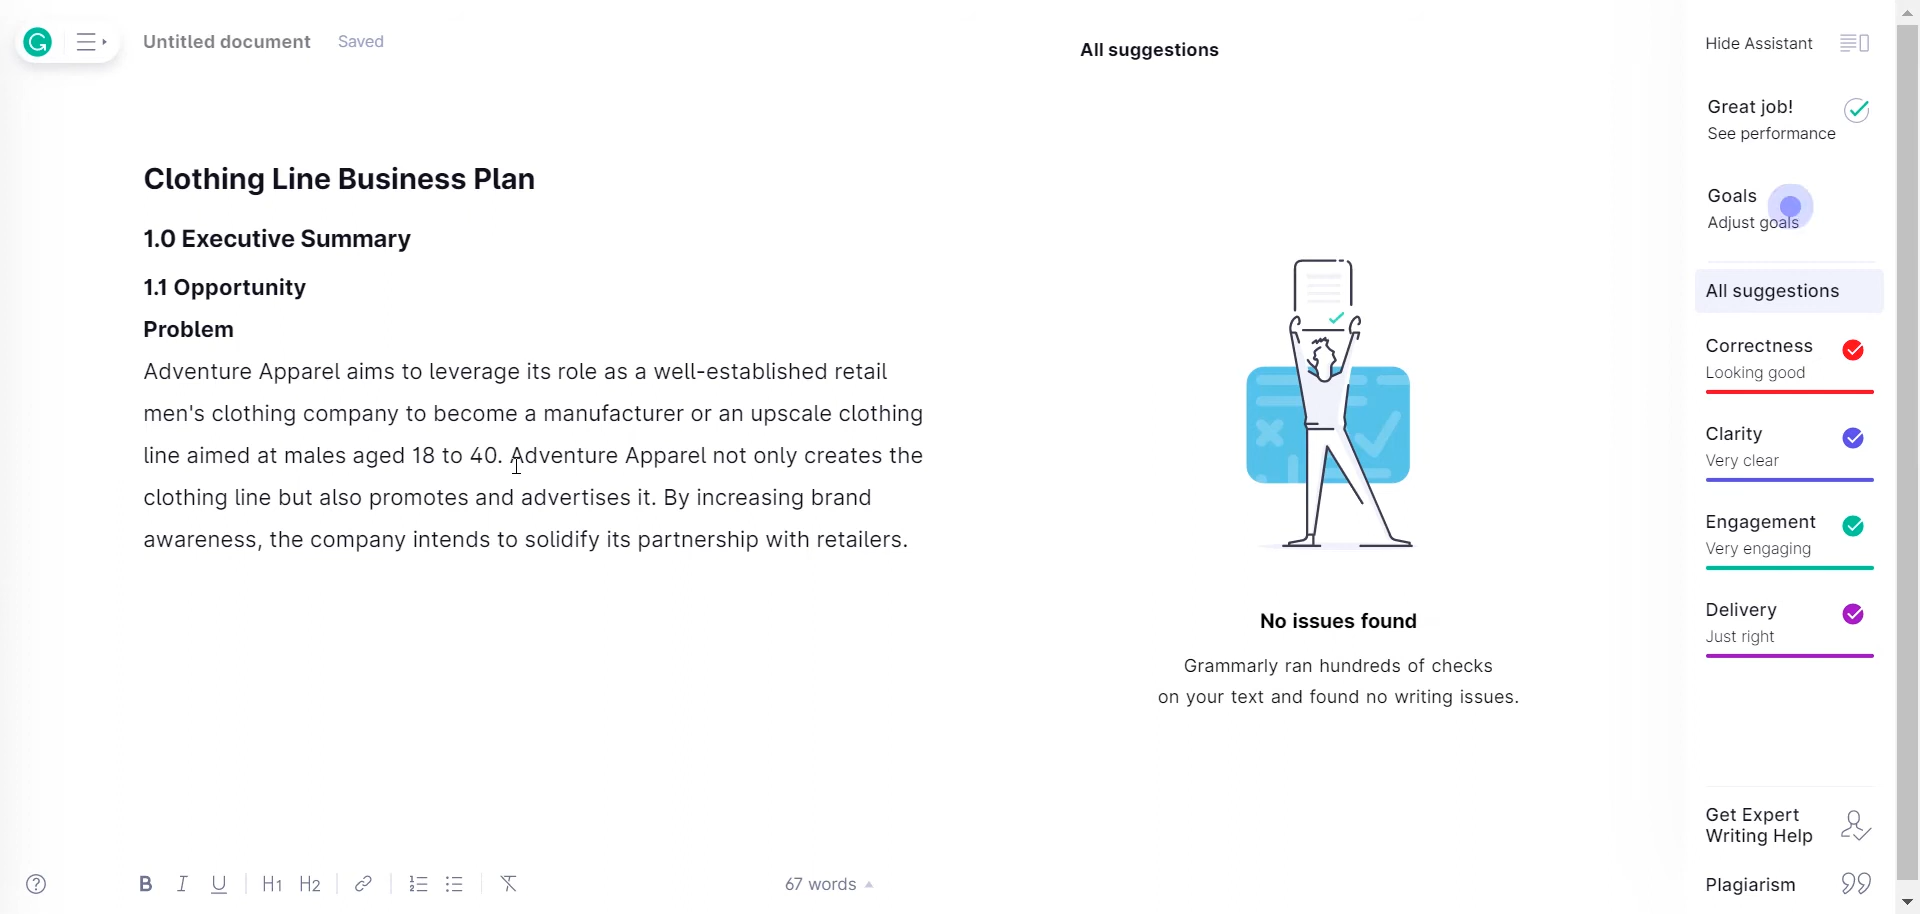 Untitled document Saved
All suggestions
Hide Assistant
Great job!
See performance
Goals
Adjust goals
Clothing Line Business Plan
1.0 Executive Summary
1.1 Opportunity
Problem
Adventure Apparel aims to leverage its role as a well-established retail
men's clothing company to become a manufacturer or an upscale clothing
line aimed at males aged 18 to 40. Adventure Apparel not only creates the
clothing line but also promotes and advertises it. By increasing brand
awareness, the company intends to solidify its partnership with retailers.
No issues found
Grammarly ran hundreds of checks
on your text and found no writing issues.
All suggestions
Correctness
Looking good
Clarity
Very clear
Engagement
Very engaging
Delivery
Just right
Get Expert
Writing Help
Plagiarism
B I U H1 H2
67 words